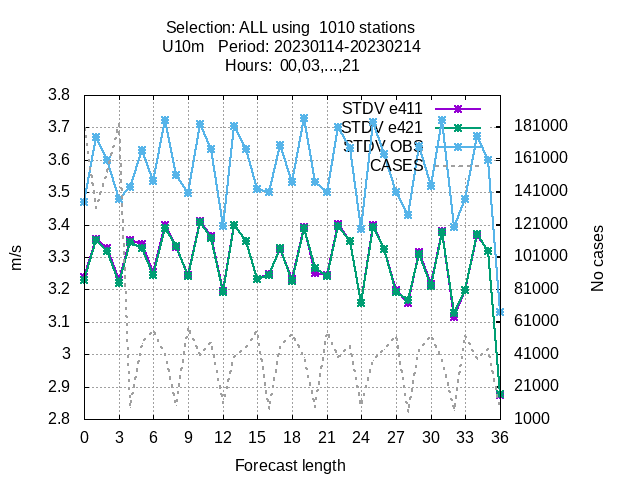 Selection: ALL using  1010 stations
U10m   Period: 20230114-20230214
Hours:  00,03,...,21
3.8
3.7
3.6
3.5
3.4
3.3
3.2
3.1
3
2.9
2.8
m/s
STDV e411
STDV e421
STDV OBS
CASES
181000
161000
141000
121000
101000
81000
61000
41000
21000
1000
No cases
0 3 6 9 12 15 18 21 24 27 30 33 36
Forecast length